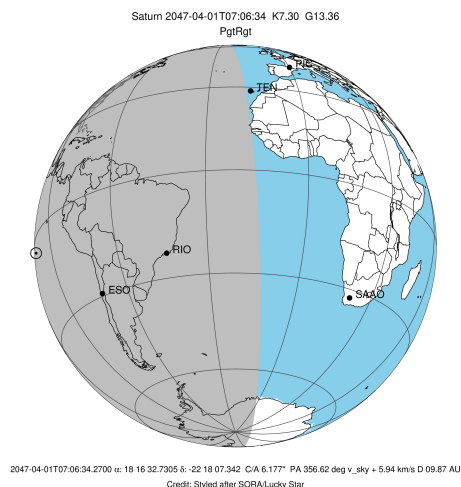 Saturn 2047-04-01T07:06:34 K7.30 G13.36
PgtRgt
PIC
TEN
RIO
ESO
SAAO
2047-04-01T07:06:34.2700 α: 18 16 32.7305 δ: -22 18 07.342 C/A 6.177" PA 356.62 deg v_sky + 5.94 km/s D 09.87 AU
Credit: Styled after SORA/Lucky Star